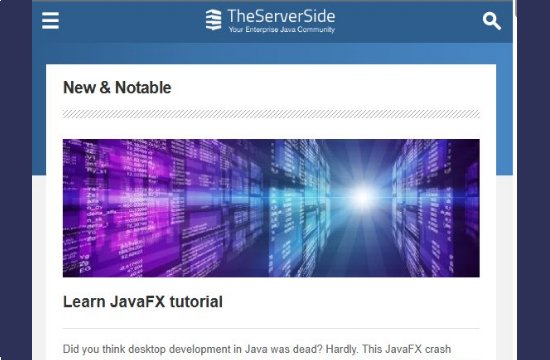 TheServerSide
Your Enterprise Java Community
New & Notable
Learn JavaFX tutorial
Did you think desktop development in Java was dead? Hardly. This JavaFX crash